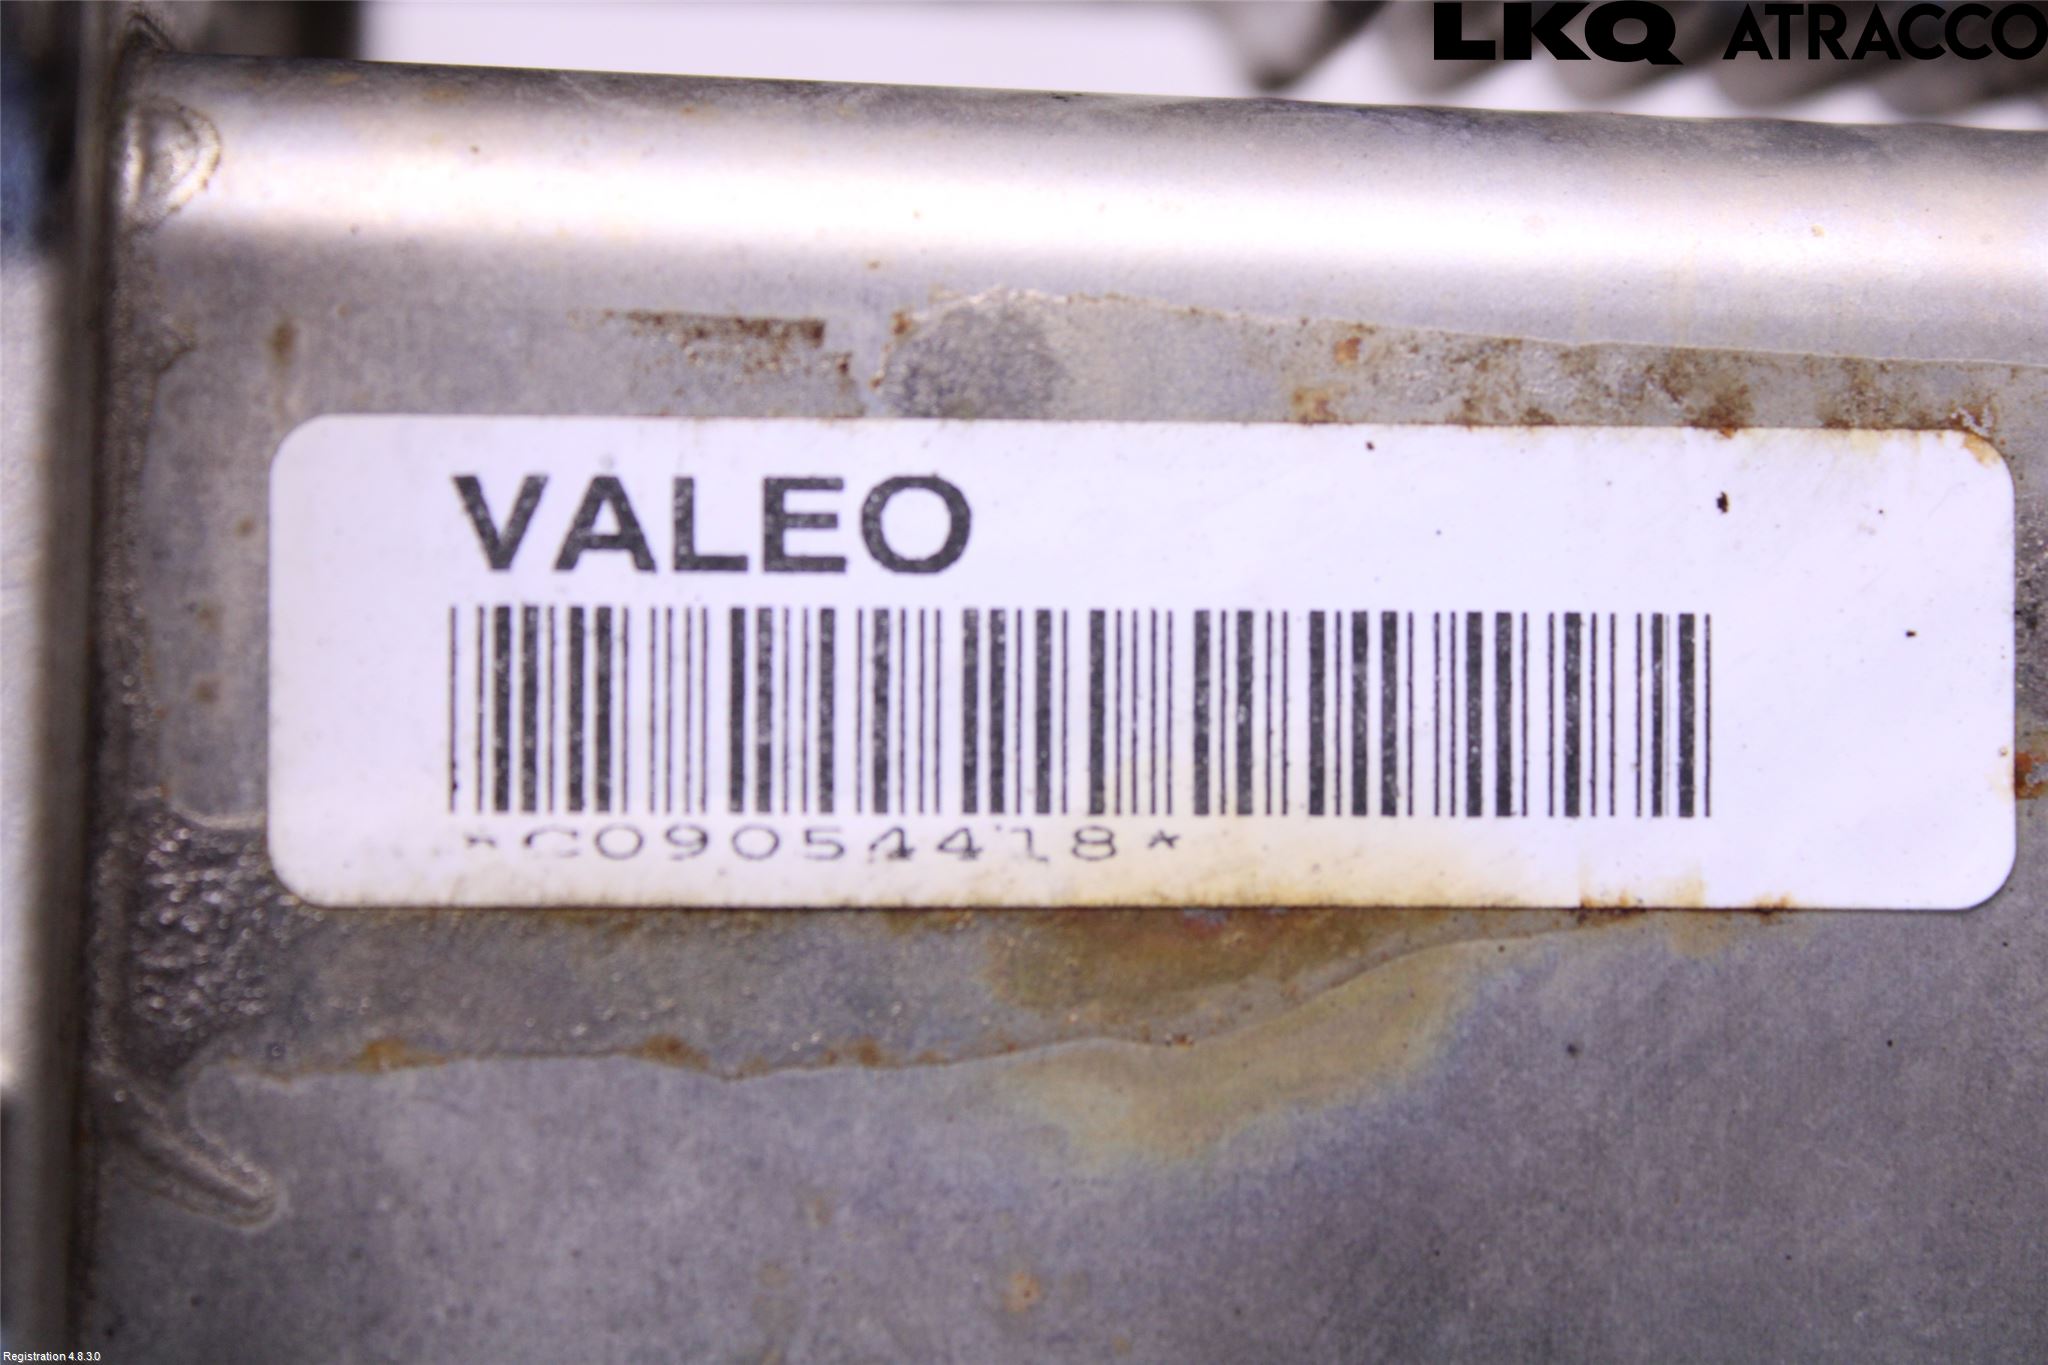 LKQ ATRACCO
VALEO
*C09054418*
Registration 4.8.3.0